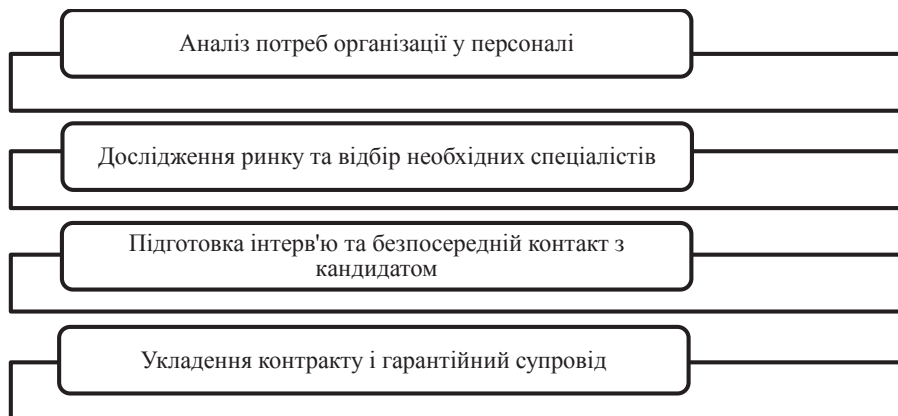 Аналіз потреб організації у персоналі
Дослідження ринку та відбір необхідних спеціалістів
Підготовка інтерв'ю та безпосередній контакт з
кандидатом
Укладення контракту і гарантійний супровід